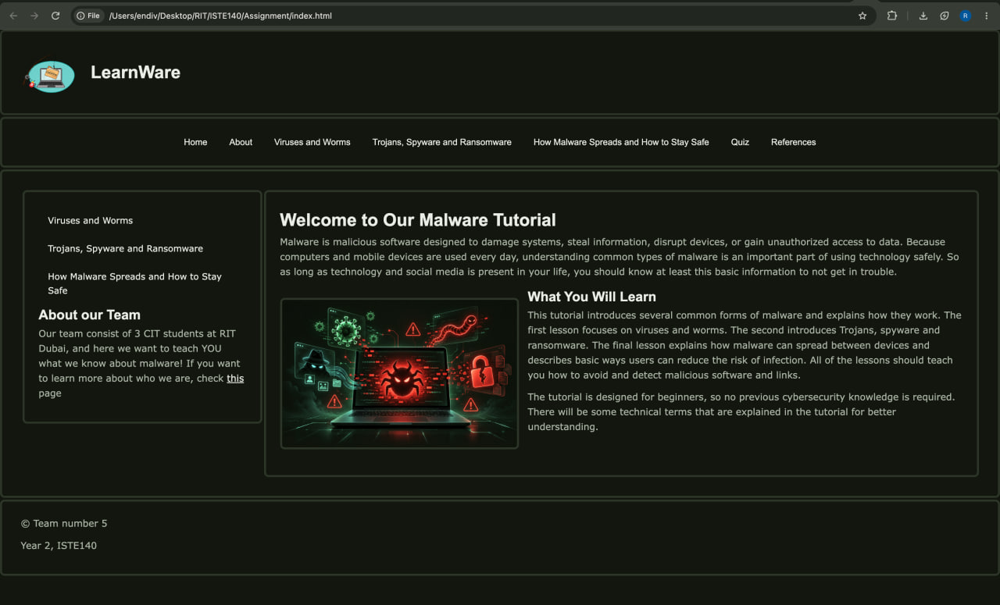 File
/Users/endiv/Desktop/RIT/ISTE140/Assignment/index.html
R
LearnWare
Home
About
Viruses and Worms
Trojans, Spyware and Ransomware
How Malware Spreads and How to Stay Safe
Quiz
References
Viruses and Worms
Trojans, Spyware and Ransomware
How Malware Spreads and How to Stay
Safe
About our Team
Our team consist of 3 CIT students at RIT
Dubai, and here we want to teach YOU
what we know about malware! If you want
to learn more about who we are, check this
page
Welcome to Our Malware Tutorial
Malware is malicious software designed to damage systems, steal information, disrupt devices, or gain unauthorized access to data. Because
computers and mobile devices are used every day, understanding common types of malware is an important part of using technology safely. So
as long as technology and social media is present in your life, you should know at least this basic information to not get in trouble.
What You Will Learn
This tutorial introduces several common forms of malware and explains how they work. The
first lesson focuses on viruses and worms. The second introduces Trojans, spyware and
ransomware. The final lesson explains how malware can spread between devices and
describes basic ways users can reduce the risk of infection. All of the lessons should teach
you how to avoid and detect malicious software and links.
The tutorial is designed for beginners, so no previous cybersecurity knowledge is required.
There will be some technical terms that are explained in the tutorial for better
understanding.
© Team number 5
Year 2, ISTE140